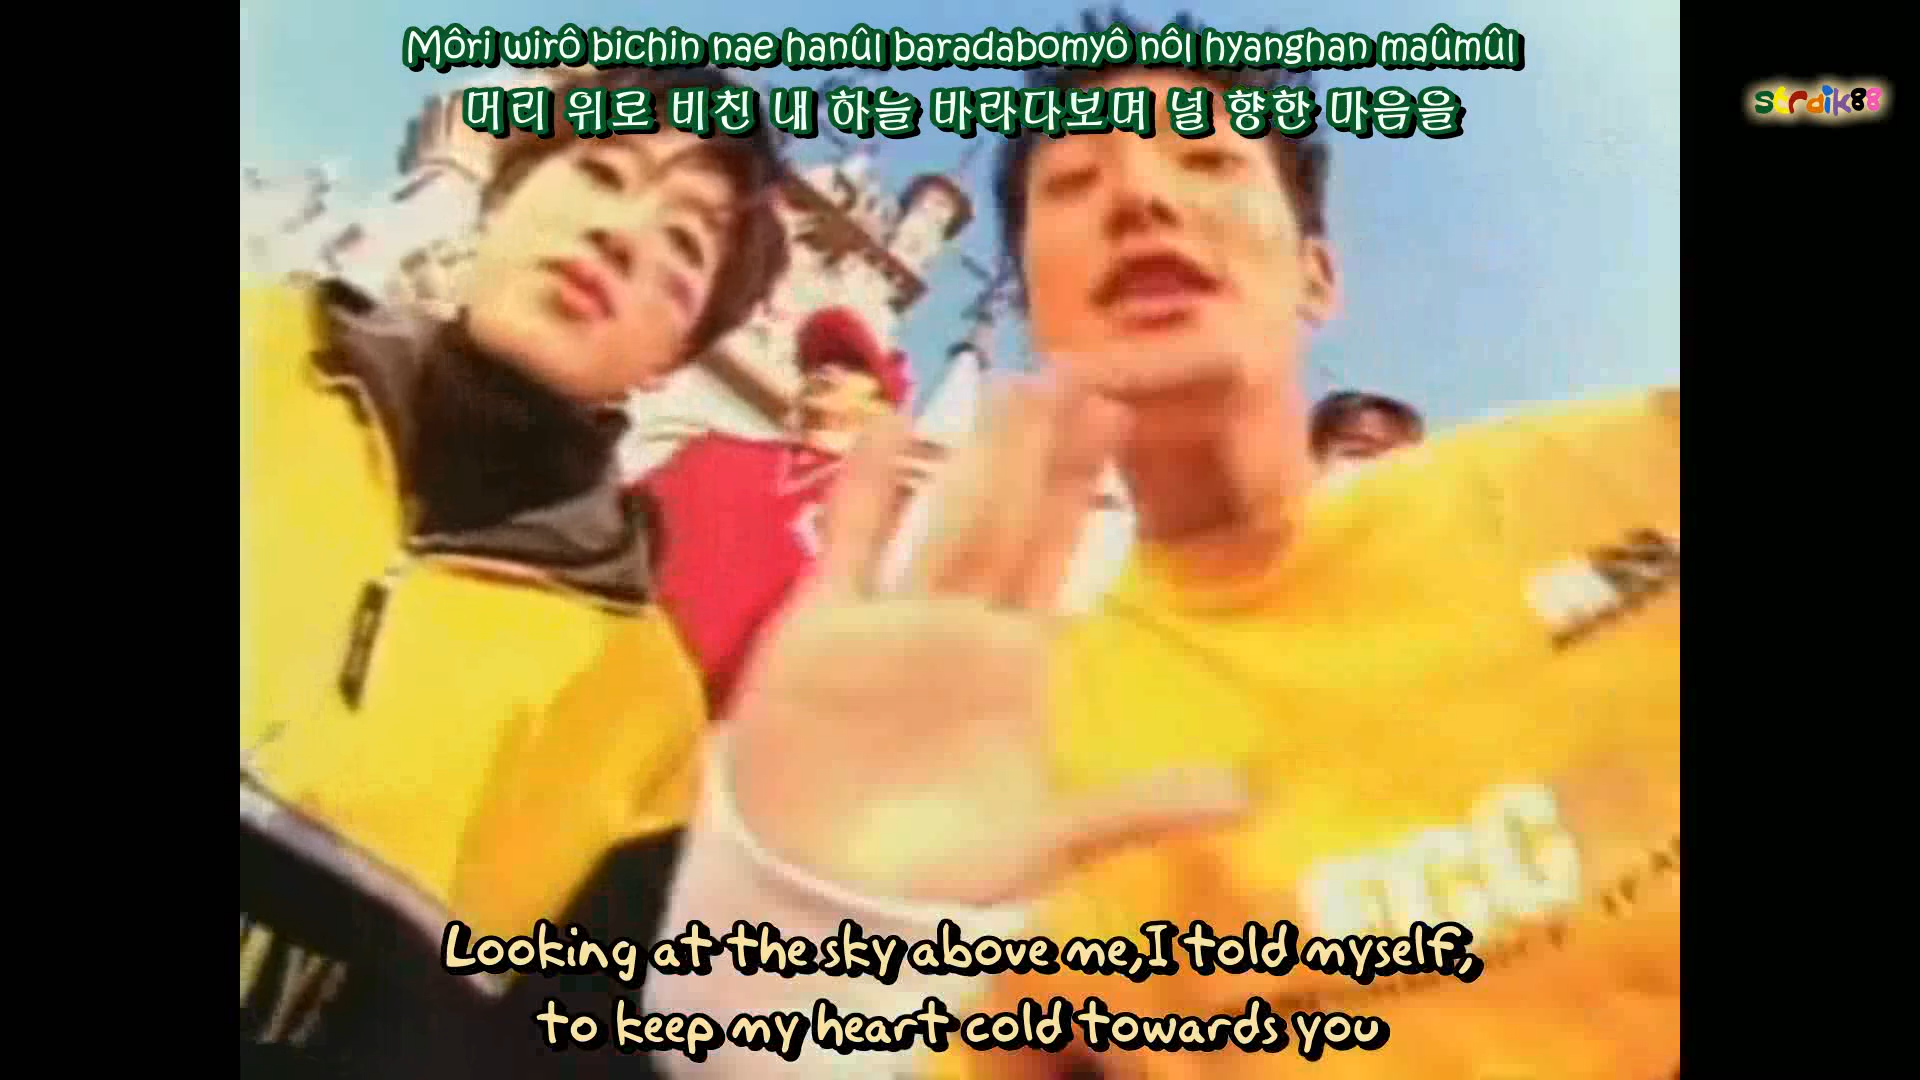 Môri wirô bichin nae hanûl baradabomyô nôl hyanghan maûmûl
머리 위로 비친 내 하늘 바라다보며 널 향한 마음을
straik88
Looking at the sky above me,I told myself,
to keep my heart cold towards you